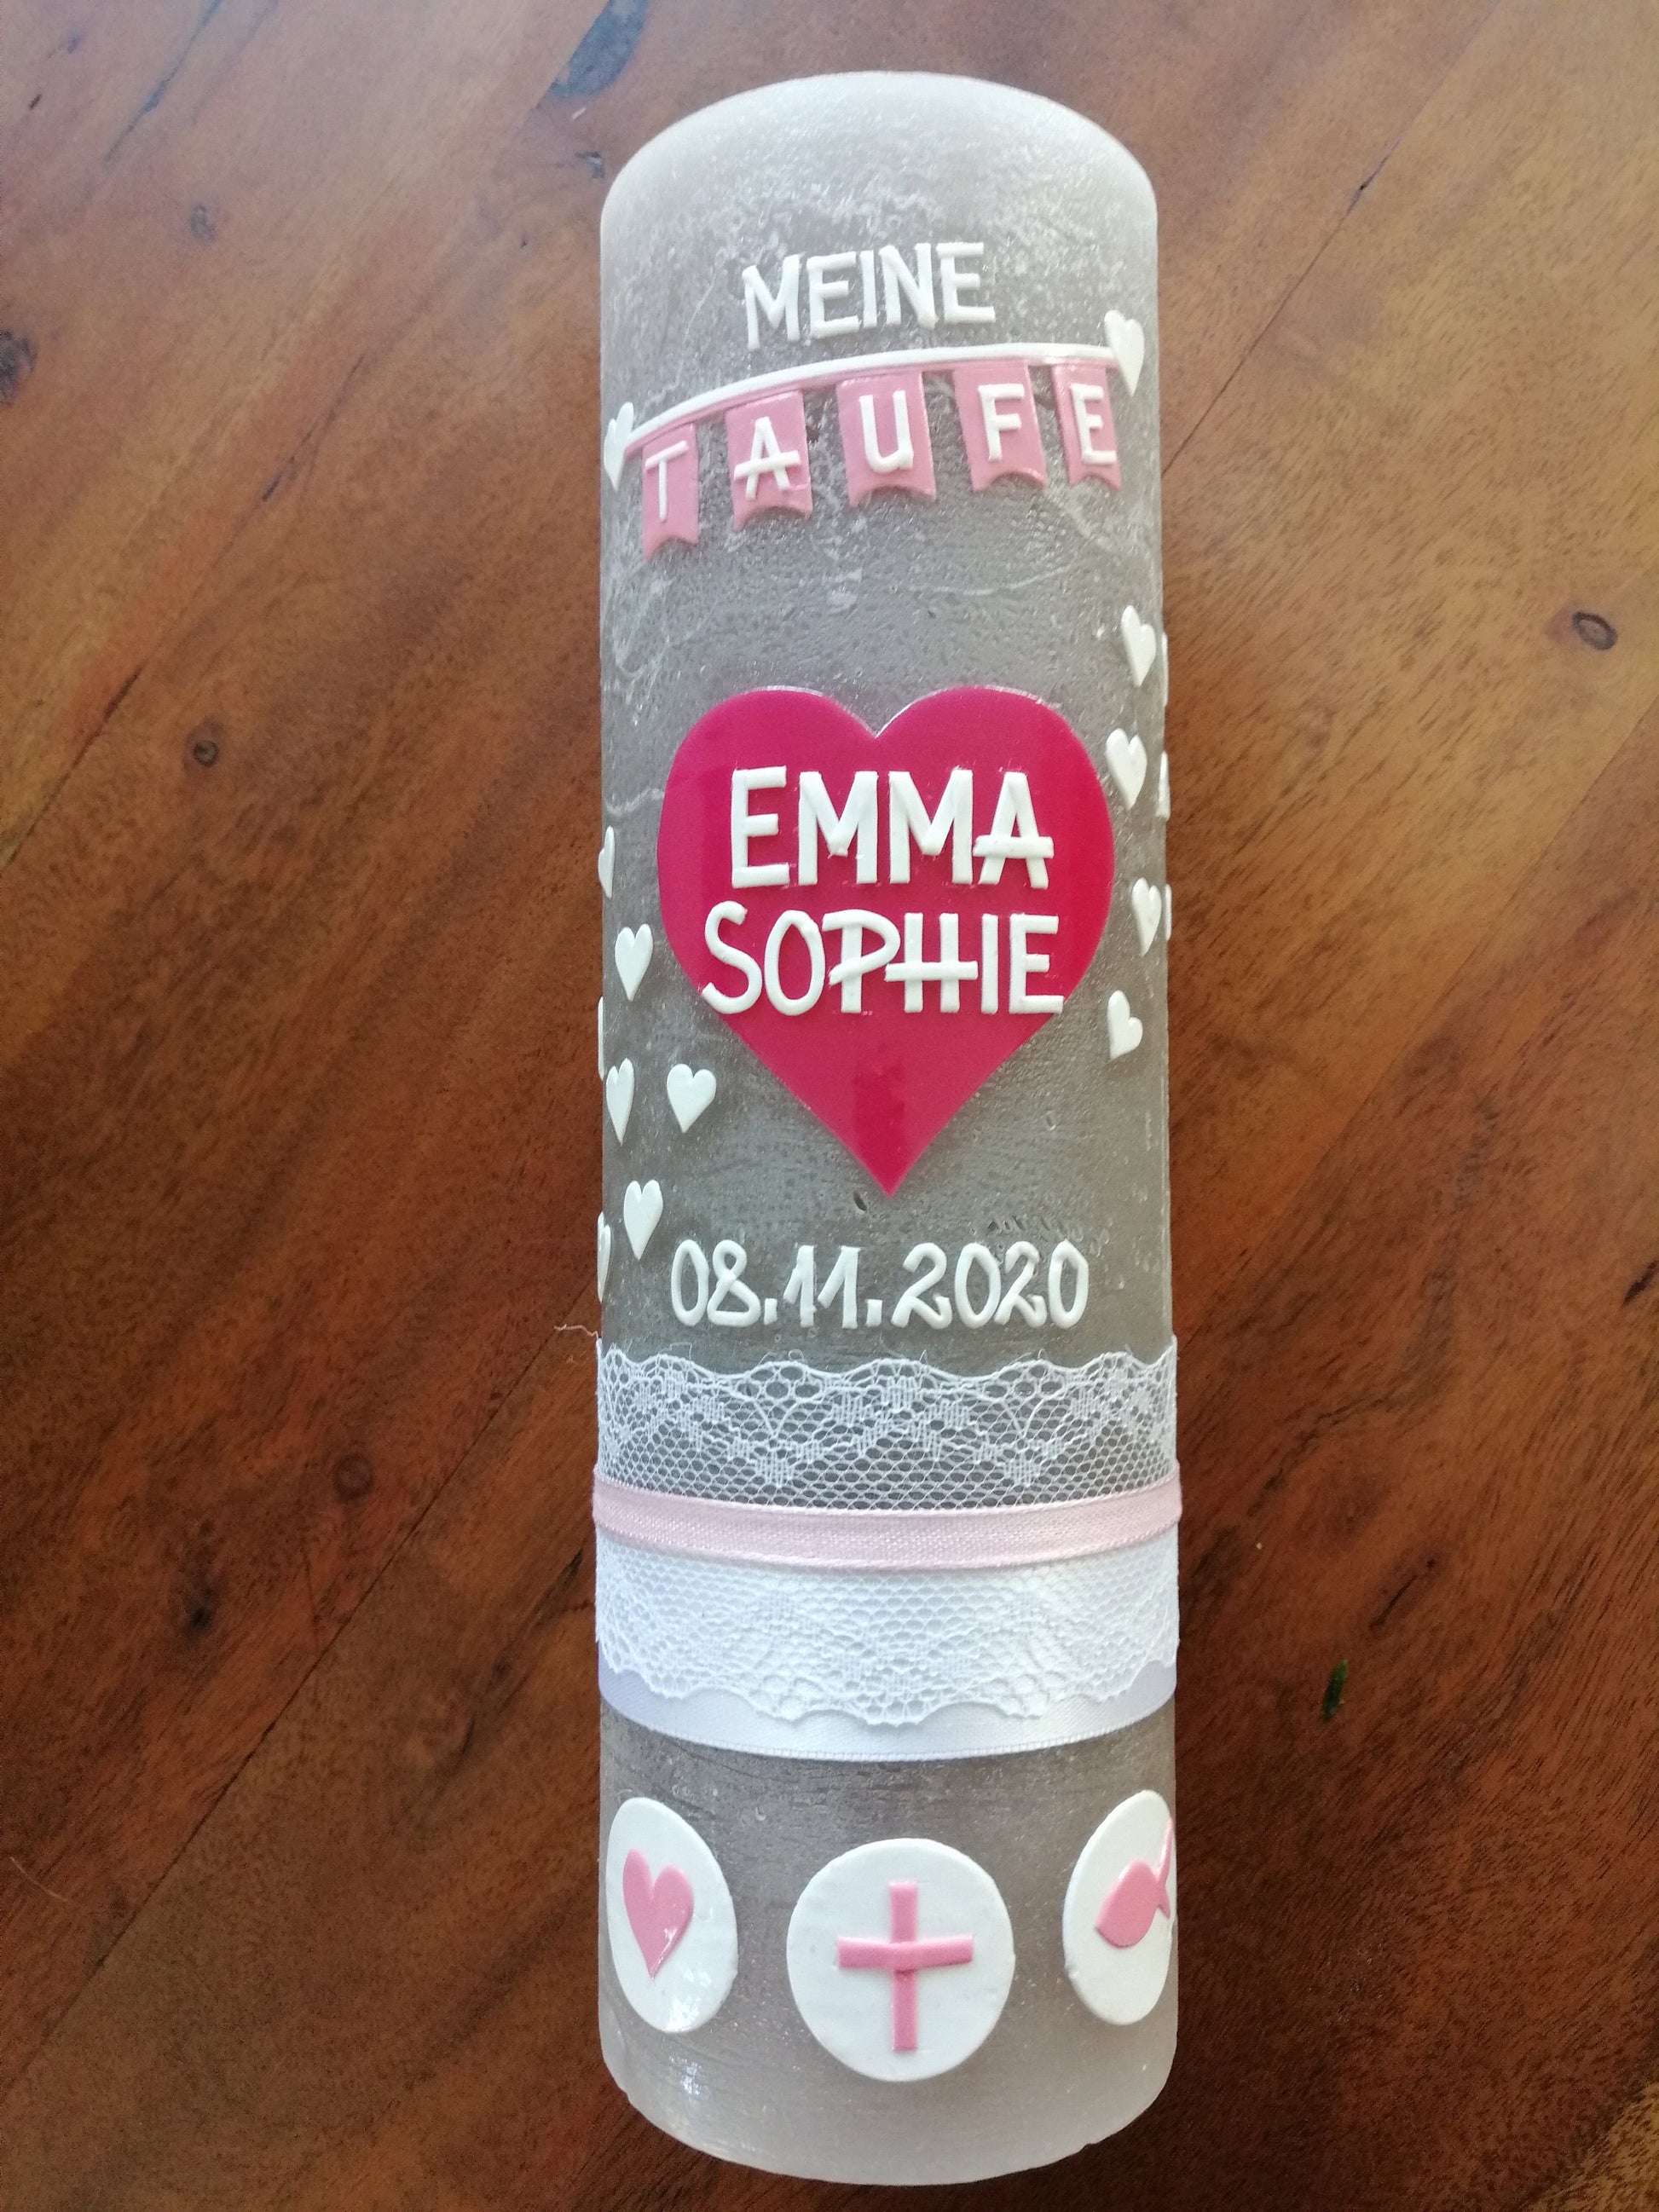 MEINE
TAUFE
EMMA
SOPHIE
08.11.2020